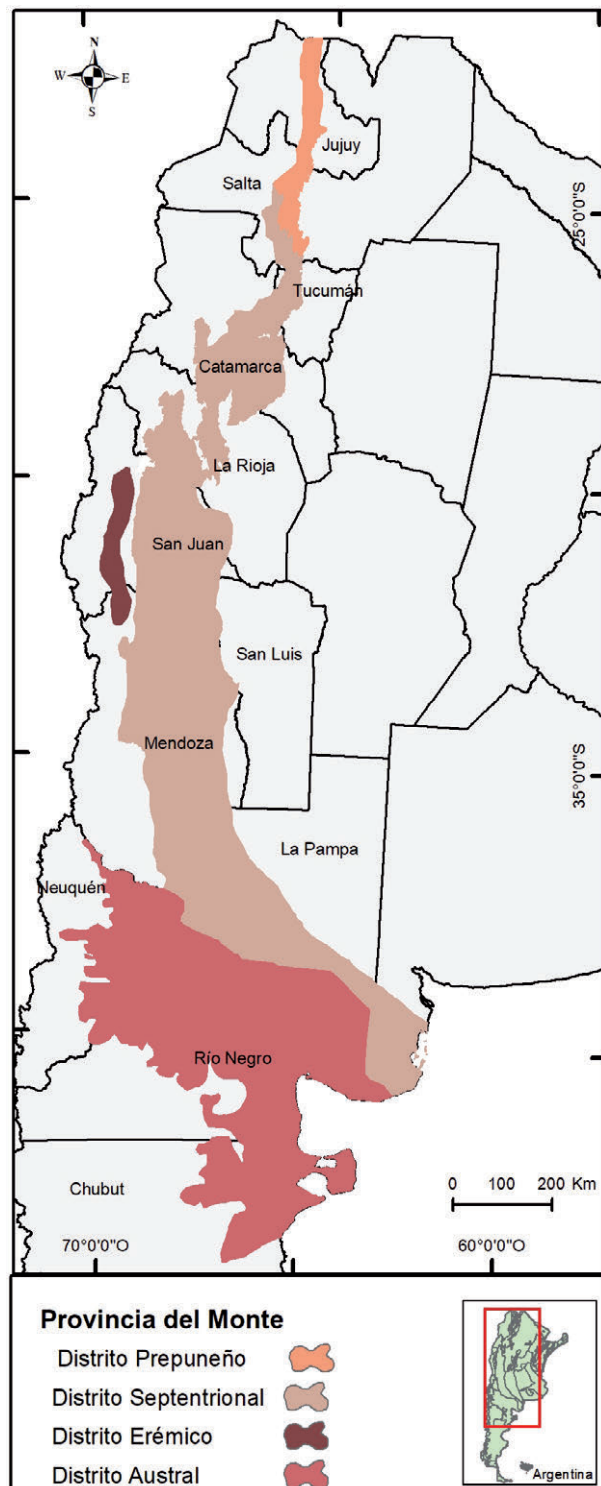 N
W E
S
Jujuy
Salta
25°0'0"S
Tucumán
Catamarca
La Rioja
San Juan
San Luis
Mendoza
35°0'0"S
La Pampa
Neuquén
Río Negro
Chubut
0 100 200 Km
70°0'0"O
60°0'0"O
Provincia del Monte
Distrito Prepuneño
Distrito Septentrional
Distrito Erémico
Distrito Austral
Argentina